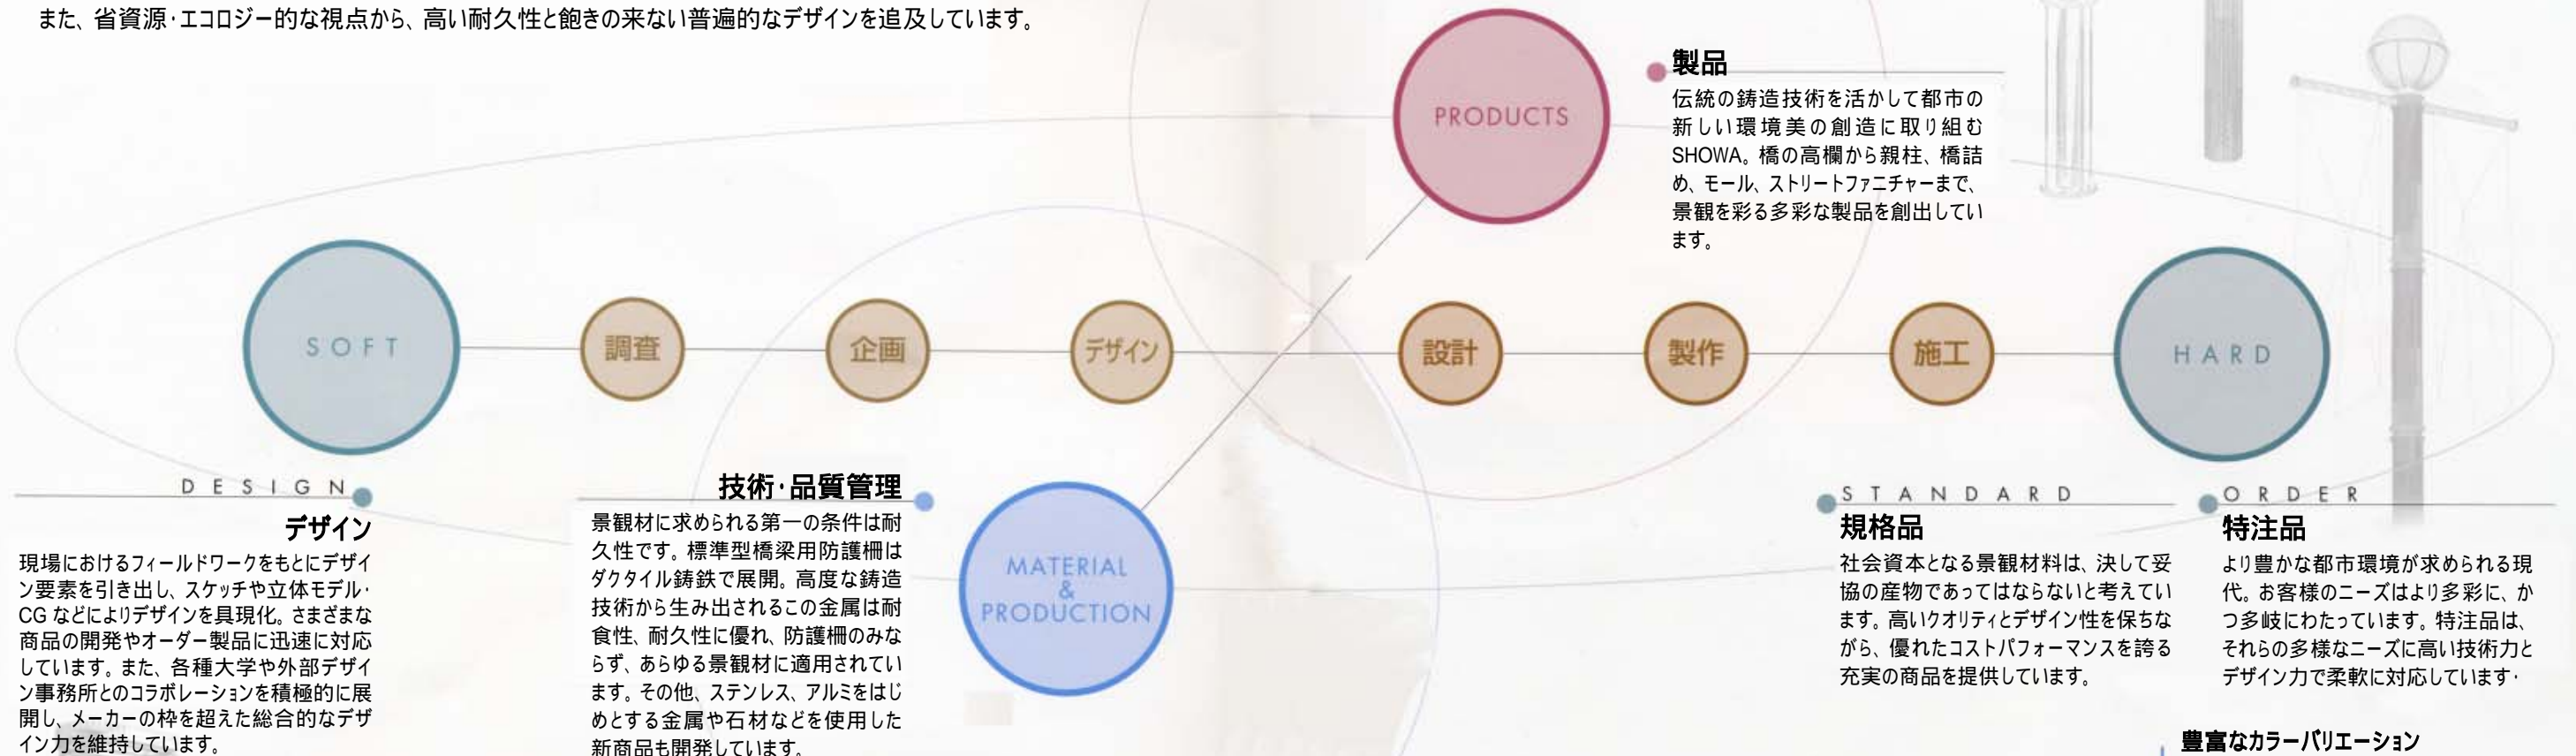 また、省資源・エコロジー的な視点から、高い耐久性と飽きの来ない普遍的なデザインを追及しています。
PRODUCTS
製品
伝統の鋳造技術を活かして都市の
新しい環境美の創造に取り組む
SHOWA。橋の高欄から親柱、橋詰
め、モール、ストリートファニチャーまで、
景観を彩る多彩な製品を創出してい
ます。
SOFT
調査
企画
デザイン
設計
製作
施工
HARD
DESIGN
デザイン
現場におけるフィールドワークをもとにデザイ
ン要素を引き出し、スケッチや立体モデル・
CG などによりデザインを具現化。さまざまな
商品の開発やオーダー製品に迅速に対応
しています。また、各種大学や外部デザイ
ン事務所とのコラボレーションを積極的に展
開し、メーカーの枠を超えた総合的なデザ
イン力を維持しています。
技術・品質管理
景観材に求められる第一の条件は耐
久性です。標準型橋梁用防護柵は
ダクタイル鋳鉄で展開。高度な鋳造
技術から生み出されるこの金属は耐
食性、耐久性に優れ、防護柵のみな
らず、あらゆる景観材に適用されてい
ます。その他、ステンレス、アルミをはじ
めとする金属や石材などを使用した
新商品も開発しています。
MATERIAL
&
PRODUCTION
STANDARD
規格品
社会資本となる景観材料は、決して妥
協の産物であってはならないと考えてい
ます。高いクオリティとデザイン性を保ちな
がら、優れたコストパフォーマンスを誇る
充実の商品を提供しています。
ORDER
特注品
より豊かな都市環境が求められる現
代。お客様のニーズはより多彩に、か
つ多岐にわたっています。特注品は、
それらの多様なニーズに高い技術力と
デザイン力で柔軟に対応しています・
豊富なカラーバリエーション